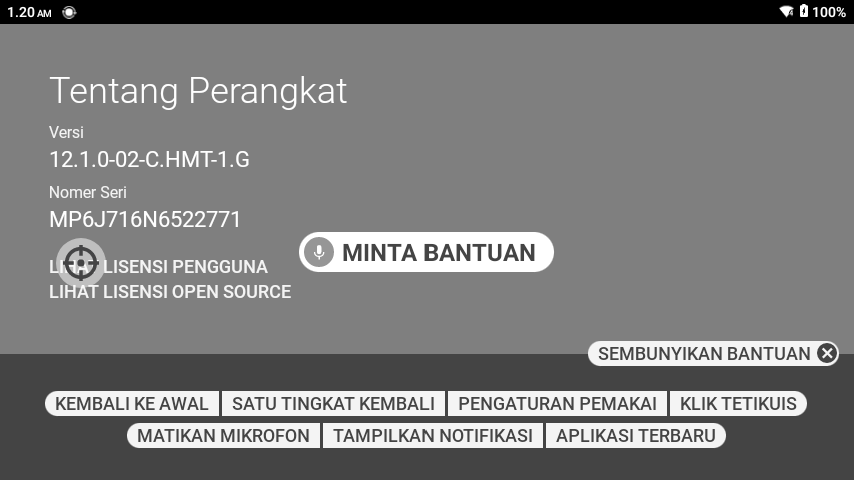 1.20 AM 100%
Tentang Perangkat
Versi
12.1.0-02-C.HMT-1.G
Nomer Seri
MP6J716N6522771
MINTA BANTUAN
LIHAT LISENSI PENGGUNA
LIHAT LISENSI OPEN SOURCE
SEMBUNYIKAN BANTUAN
KEMBALI KE AWAL SATU TINGKAT KEMBALI PENGATURAN PEMAKAI KLIK TETIKUIS
MATIKAN MIKROFON TAMPILKAN NOTIFIKASI APLIKASI TERBARU